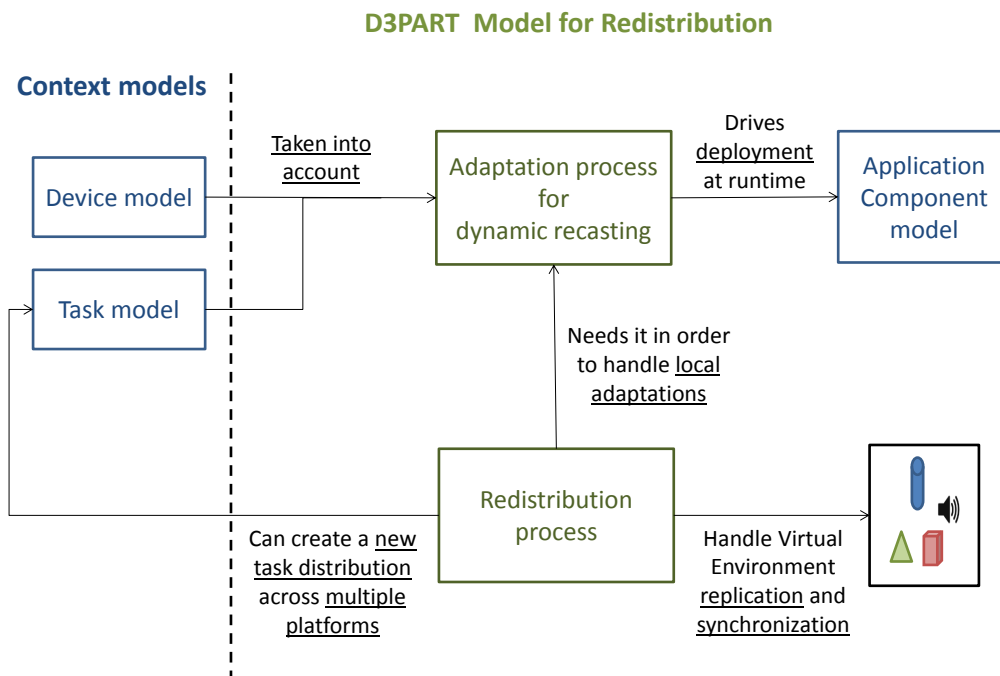 D3PART Model for Redistribution
Context models
Device model
Task model
Taken into
account
Adaptation process
for
dynamic recasting
Drives
deployment
at runtime
Application
Component
model
Needs it in order
to handle local
adaptations
Redistribution
process
Can create a new
task distribution
across multiple
platforms
Handle Virtual
Environment
replication and
synchronization